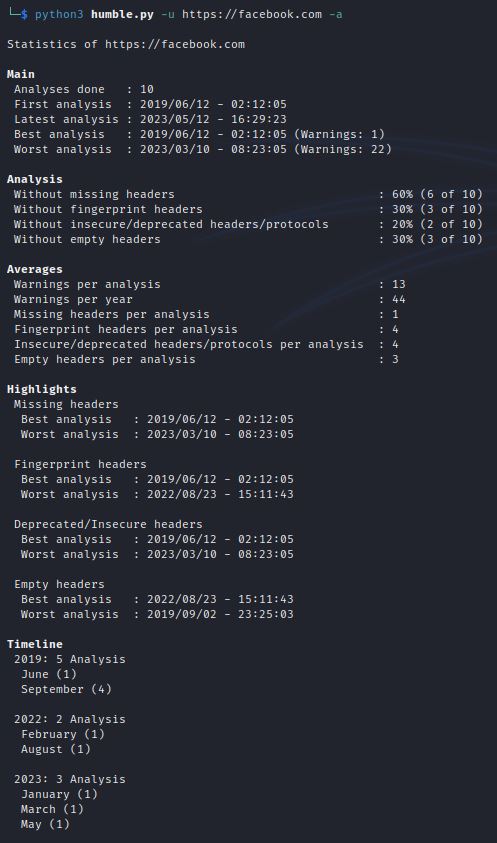 └─$ python3 humble.py -u https://facebook.com -a
Statistics of https://facebook.com
Main
Analyses done   : 10
First analysis  : 2019/06/12 - 02:12:05
Latest analysis : 2023/05/12 - 16:29:23
Best analysis   : 2019/06/12 - 02:12:05 (Warnings: 1)
Worst analysis  : 2023/03/10 - 08:23:05 (Warnings: 22)
Analysis
Without missing headers                             : 60% (6 of 10)
Without fingerprint headers                         : 30% (3 of 10)
Without insecure/deprecated headers/protocols       : 20% (2 of 10)
Without empty headers                               : 30% (3 of 10)
Averages
Warnings per analysis                               : 13
Warnings per year                                   : 44
Missing headers per analysis                        : 1
Fingerprint headers per analysis                    : 4
Insecure/deprecated headers/protocols per analysis  : 4
Empty headers per analysis                          : 3
Highlights
Missing headers
Best analysis   : 2019/06/12 - 02:12:05
Worst analysis  : 2023/03/10 - 08:23:05
Fingerprint headers
Best analysis   : 2019/06/12 - 02:12:05
Worst analysis  : 2022/08/23 - 15:11:43
Deprecated/Insecure headers
Best analysis   : 2019/06/12 - 02:12:05
Worst analysis  : 2023/03/10 - 08:23:05
Empty headers
Best analysis   : 2022/08/23 - 15:11:43
Worst analysis  : 2019/09/02 - 23:25:03
Timeline
2019: 5 Analysis
June (1)
September (4)
2022: 2 Analysis
February (1)
August (1)
2023: 3 Analysis
January (1)
March (1)
May (1)